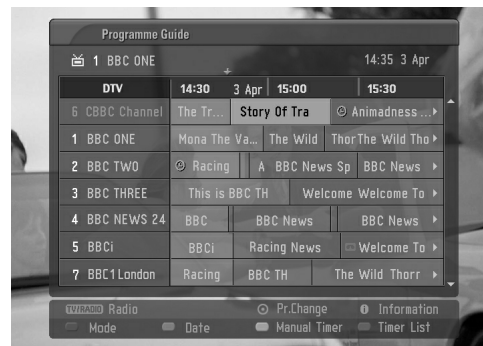 Programme Guide
1 BBC ONE 14:35 3 Apr
DTV 14:30 3 Apr 15:00 15:30
6 CBBC Channel The Tr... Story Of Tra Animadness ...
1 BBC ONE Mona The Va... The Wild Thor The Wild Tho
2 BBC TWO Racing A BBC News Sp BBC News
3 BBC THREE This is BBC TH Welcome Welcome To
4 BBC NEWS 24 BBC BBC News BBC News
5 BBCi BBCi Racing News Welcome To
7 BBC1 London Racing BBC TH The Wild Thorr
TV/RADIO Radio Pr.Change Information
Mode Date Manual Timer Timer List